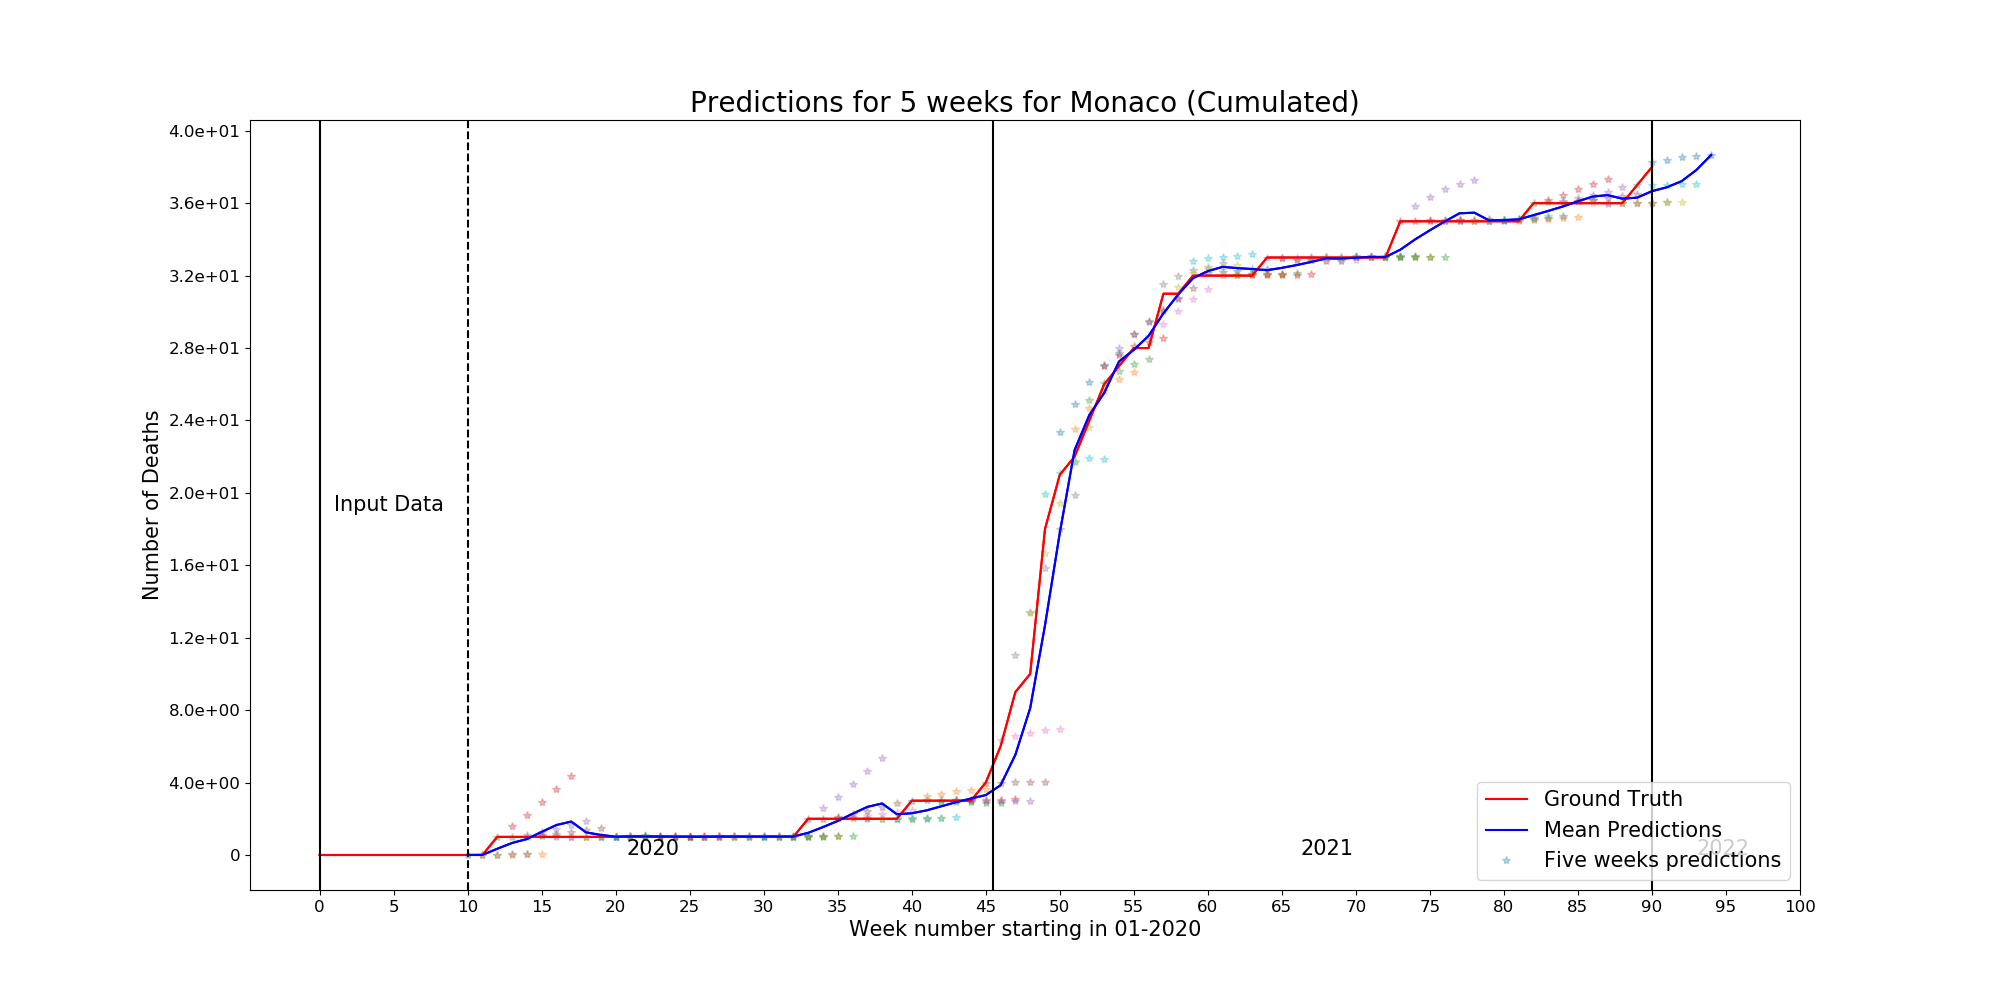 Predictions for 5 weeks for Monaco (Cumulated)
4.0e+01
3.6e+01
3.2e+01
2.8e+01
2.4e+01
2.0e+01
1.6e+01
1.2e+01
8.0e+00
4.0e+00
0
Number of Deaths
Input Data
2020
2021
2022
Ground Truth
Mean Predictions
Five weeks predictions
0 5 10 15 20 25 30 35 40 45 50 55 60 65 70 75 80 85 90 95 100
Week number starting in 01-2020